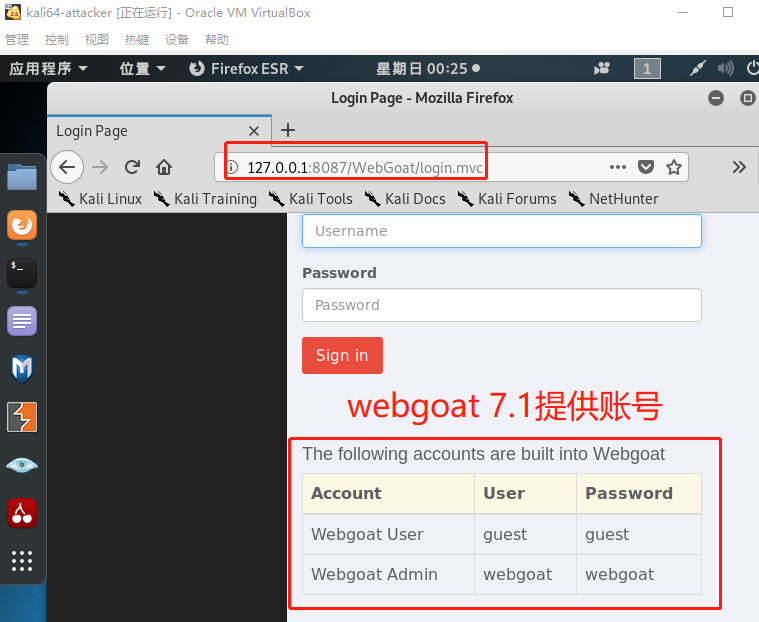 kali64-attacker [正在运行] - Oracle VM VirtualBox
管理 控制 视图 热键 设备 帮助
应用程序 位置 Firefox ESR 星期日 00:25 1
Login Page - Mozilla Firefox
Login Page
127.0.0.1:8087/WebGoat/login.mvc
Kali Linux Kali Training Kali Tools Kali Docs Kali Forums NetHunter
Username
Password
Password
Sign in
webgoat 7.1提供账号
The following accounts are built into Webgoat
Account User Password
Webgoat User guest guest
Webgoat Admin webgoat webgoat